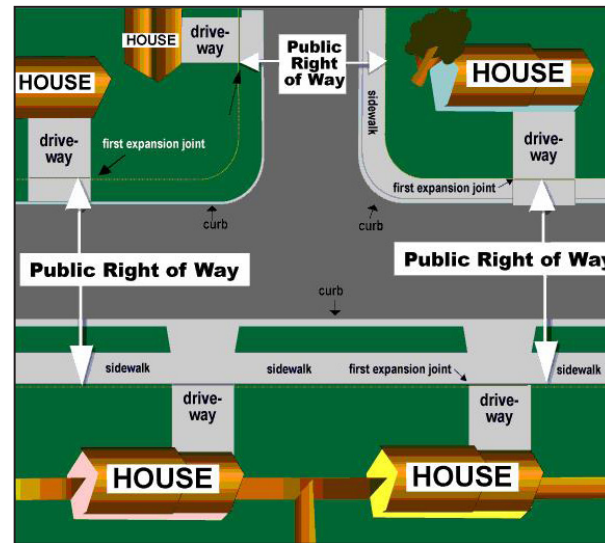 HOUSE
drive-
way
Public
Right
of Way
HOUSE
HOUSE
sidewalk
drive-
way
first expansion joint
drive-
way
first expansion joint
curb
curb
Public Right of Way
Public Right of Way
curb
sidewalk
sidewalk
first expansion joint
sidewalk
drive-
way
drive-
way
HOUSE
HOUSE